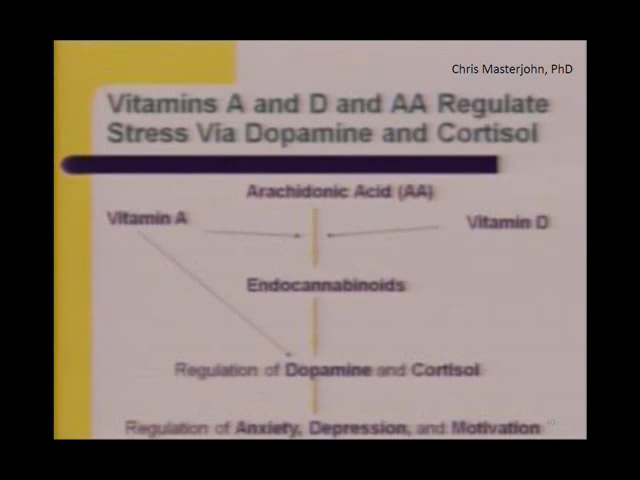 Chris Masterjohn, PhD
Vitamins A and D and AA Regulate
Stress Via Dopamine and Cortisol
Arachidonic Acid (AA)
Vitamin A
Vitamin D
Endocannabinoids
Regulation of Dopamine and Cortisol
Regulation of Anxiety, Depression, and Motivation
40